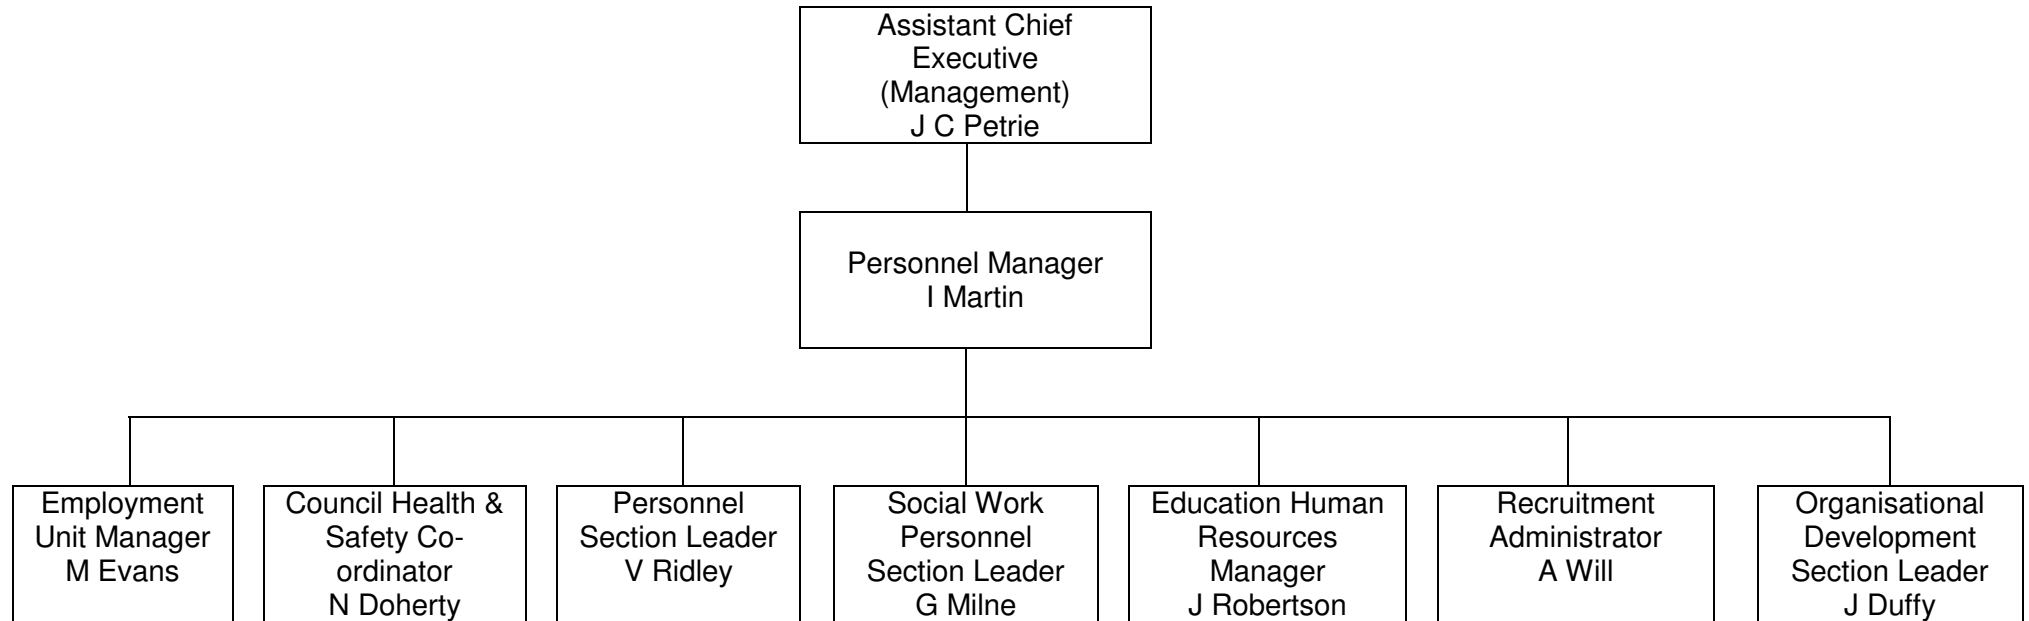 Assistant Chief
Executive
(Management)
J C Petrie
Personnel Manager
I Martin
Employment
Unit Manager
M Evans
Council Health &
Safety Co-
ordinator
N Doherty
Personnel
Section Leader
V Ridley
Social Work
Personnel
Section Leader
G Milne
Education Human
Resources
Manager
J Robertson
Recruitment
Administrator
A Will
Organisational
Development
Section Leader
J Duffy